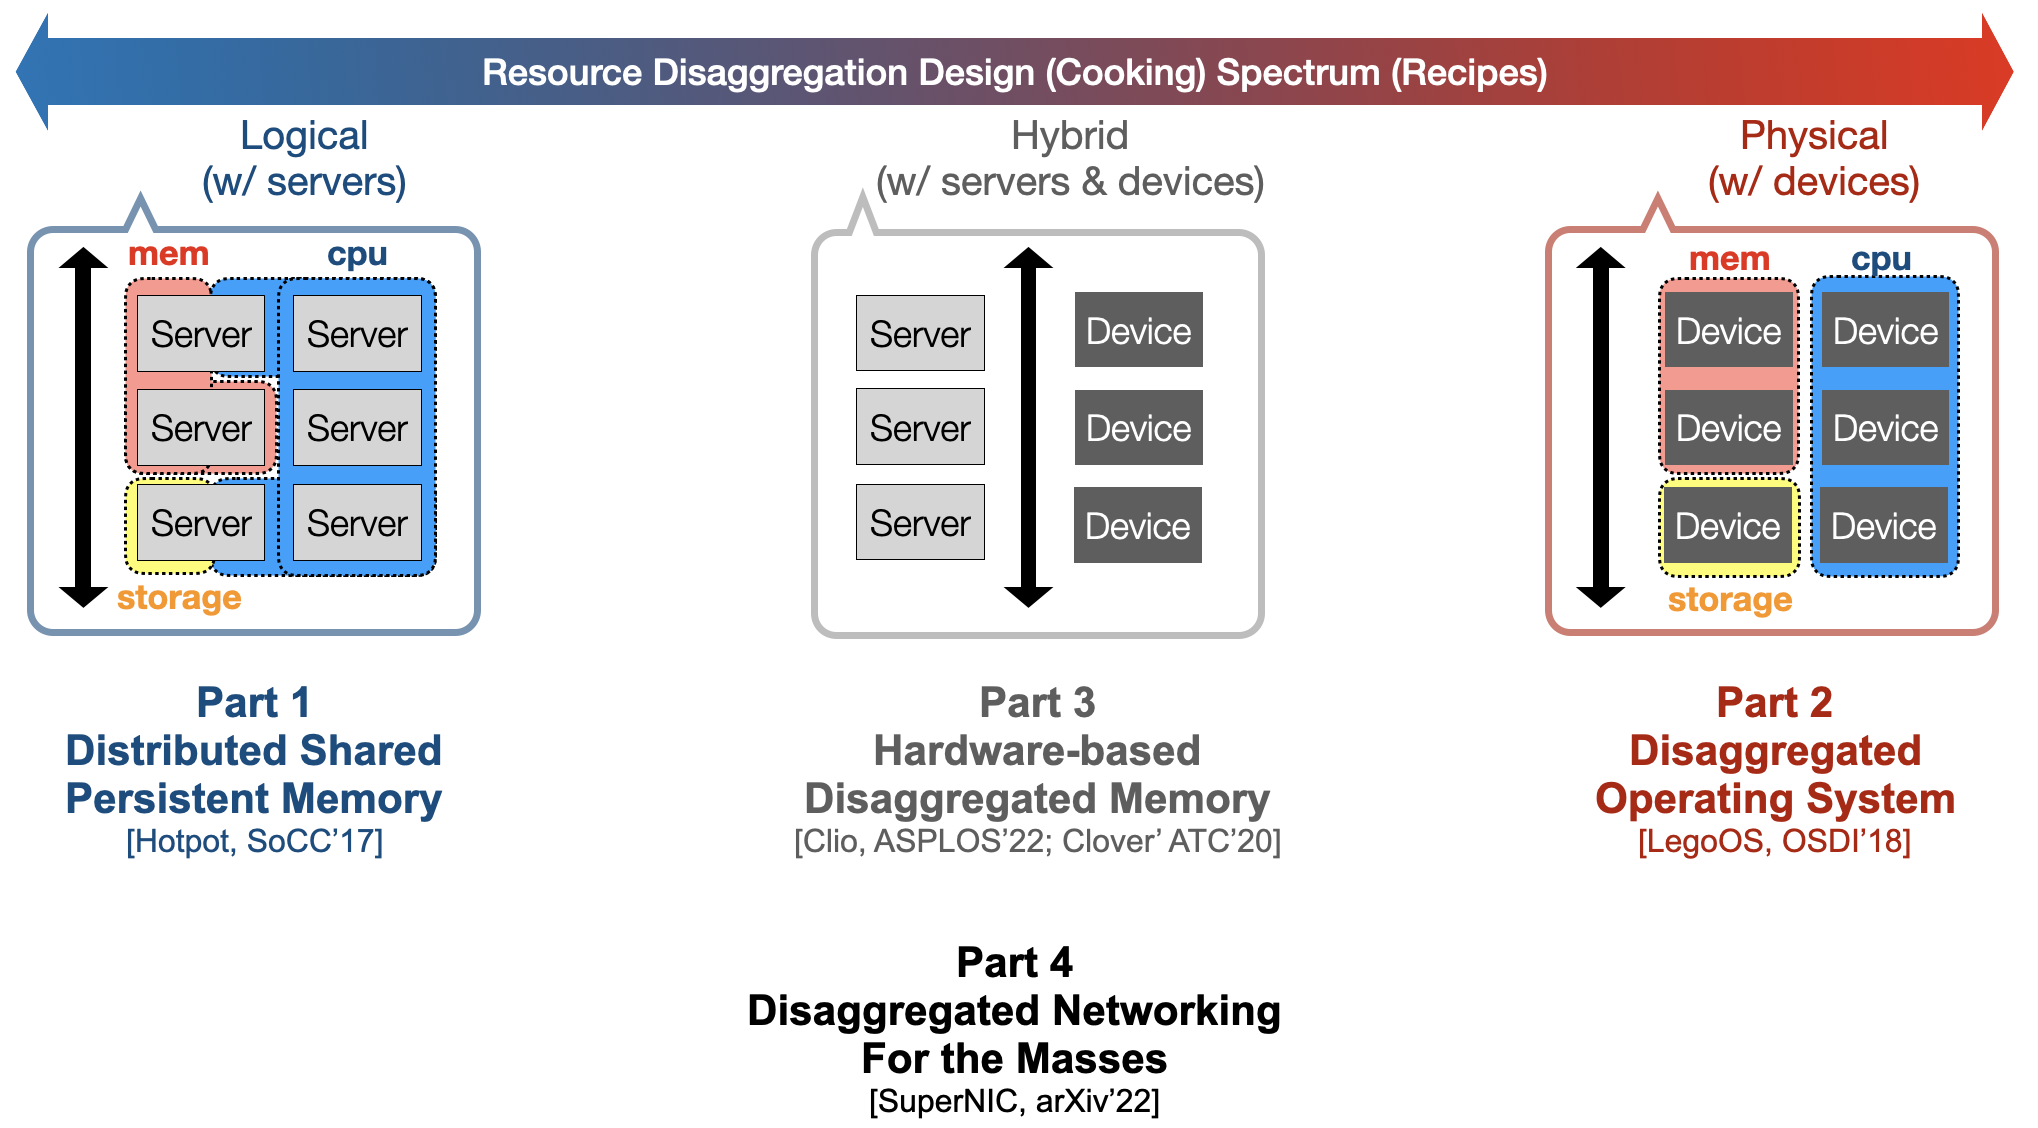 Resource Disaggregation Design (Cooking) Spectrum (Recipes)
Logical
(w/ servers)
mem
cpu
Server
Server
Server
Server
Server
Server
storage
Part 1
Distributed Shared
Persistent Memory
[Hotpot, SoCC’17]
Hybrid
(w/ servers & devices)
Server
Device
Server
Device
Server
Device
Part 3
Hardware-based
Disaggregated Memory
[Clio, ASPLOS’22; Clover’ ATC’20]
Physical
(w/ devices)
mem
cpu
Device
Device
Device
Device
Device
Device
storage
Part 2
Disaggregated
Operating System
[LegoOS, OSDI’18]
Part 4
Disaggregated Networking
For the Masses
[SuperNIC, arXiv’22]